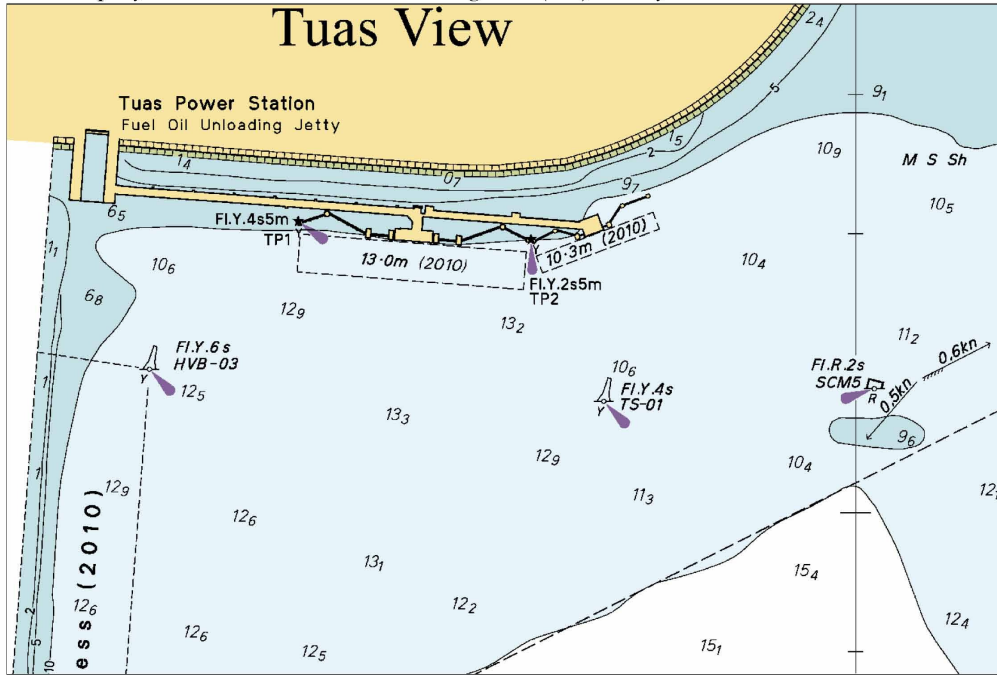 Tuas View
Tuas Power Station
Fuel Oil Unloading Jetty
2₄
5
9₁
1₅
2
1₄
0₇
9₇
10₉
M S Sh
10₅
6₅
Fl.Y.4s5m
TP1
Y
13·0m (2010)
Y
10·3m (2010)
Fl.Y.2s5m
TP2
1₁
10₆
10₄
6₈
12₉
13₂
11₂
Fl.Y.6s
HVB-03
Y
12₅
10₆
Fl.Y.4s
TS-01
Y
Fl.R.2s
SCM5
R
0,6kn
0,5kn
1
13₃
9₆
12₉
10₄
1
12₉
11₃
12₆
13₁
15₄
ess (2010)
12₆
12₂
12₄
2
12₆
5
12₅
15₁
10